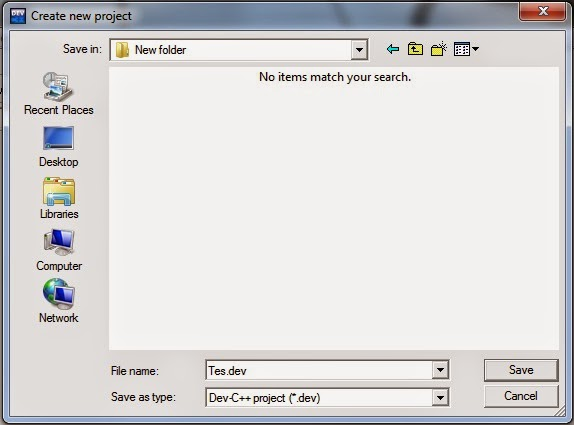 DEV
Create new project
Save in:
New folder
No items match your search.
Recent Places
Desktop
Libraries
Computer
Network
File name:
Tes.dev
Save
Save as type:
Dev-C++ project (*.dev)
Cancel